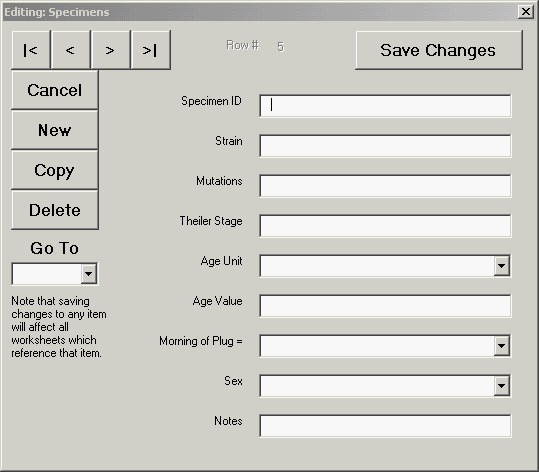 Editing: Specimens
|<
<
>
>|
Row # 5
Save Changes
Cancel
New
Copy
Delete
Go To
Note that saving
changes to any item
will affect all
worksheets which
reference that item.
Specimen ID
Strain
Mutations
Theiler Stage
Age Unit
Age Value
Morning of Plug =
Sex
Notes